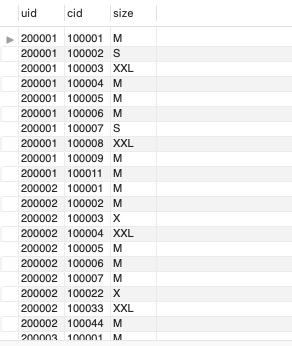 uid cid size
200001 100001 M
200001 100002 S
200001 100003 XXL
200001 100004 M
200001 100005 M
200001 100006 M
200001 100007 S
200001 100008 XXL
200001 100009 M
200001 100011 M
200002 100001 M
200002 100002 M
200002 100003 X
200002 100004 XXL
200002 100005 M
200002 100006 M
200002 100007 M
200002 100022 X
200002 100033 XXL
200002 100044 M
200003 100001 M